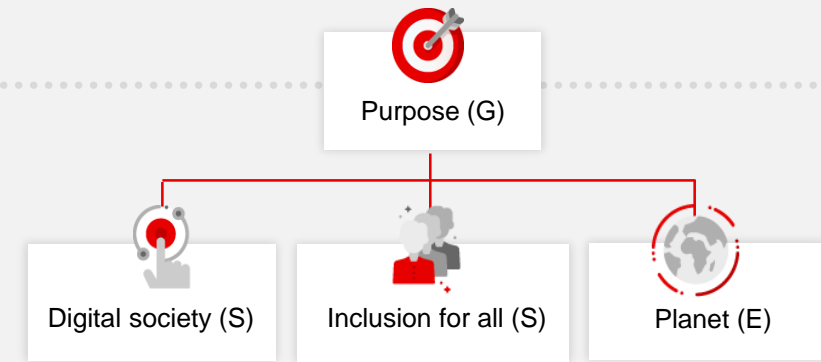 Purpose (G)
Digital society (S)
Inclusion for all (S)
Planet (E)